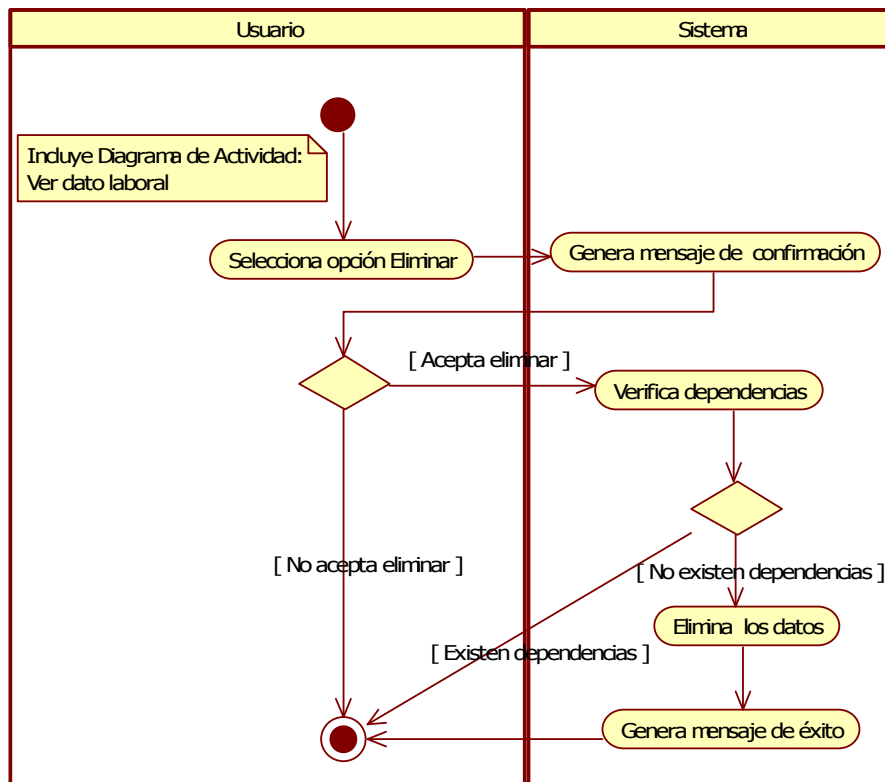 Usuario
Sistema
Incluye Diagrama de Actividad:
Ver dato laboral
Selecciona opción Eliminar
Genera mensaje de confirmación
[ Acepta eliminar ]
Verifica dependencias
[ No acepta eliminar ]
[ No existen dependencias ]
Elimina los datos
[ Existen dependencias ]
Genera mensaje de éxito